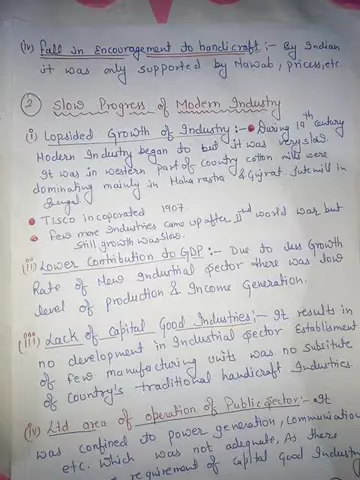 (iv) Fall in Encouragement to handicraft :- By Indian
it was only supported by Nawab, prices, etc.
② Slow Progress of Modern Industry
(i) Lopsided Growth of Industry :- During 19th Century
Modern Industry began to but it was very slow.
It was in western part of country cotton mill were
dominating mainly in Maharastra & Gujrat. Jute mill in
Bengal
TISCO incoporated 1907.
Few more Industries came up after IInd world war but
still growth was slow.
(ii) Lower Contribution to GDP :- Due to less Growth
Rate of New Industrial sector there was low
level of production & Income Generation.
(iii) Lack of Capital Good Industries :- It results in
no development in Industrial sector Establishment
of few manufacturing units was no substitute
of Country's traditional handicraft Industries.
(iv) Ltd area of operation of Public sector :- It
was confined to power generation, communication
etc. which was not adequate, As there
requirement of Capital Good Industry